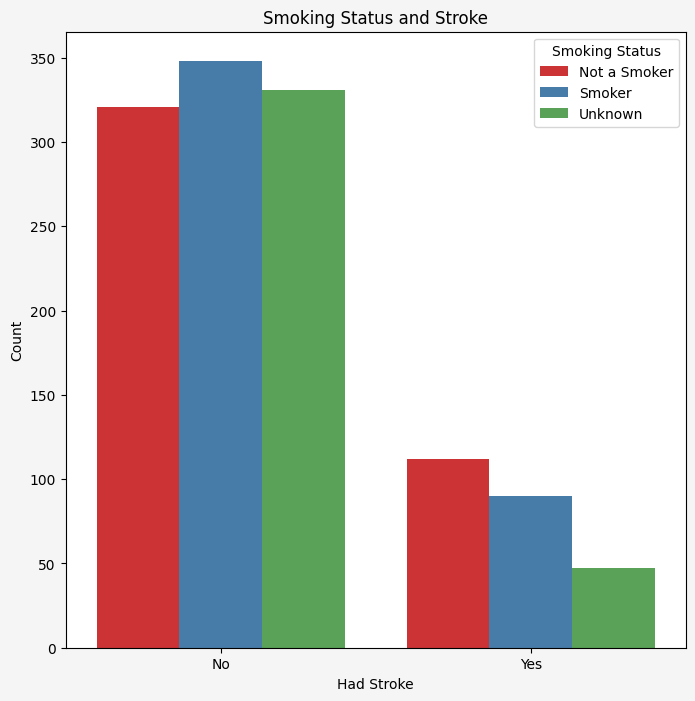 Smoking Status and Stroke
Smoking Status
Not a Smoker
Smoker
Unknown
Count
350
300
250
200
150
100
50
0
No
Yes
Had Stroke